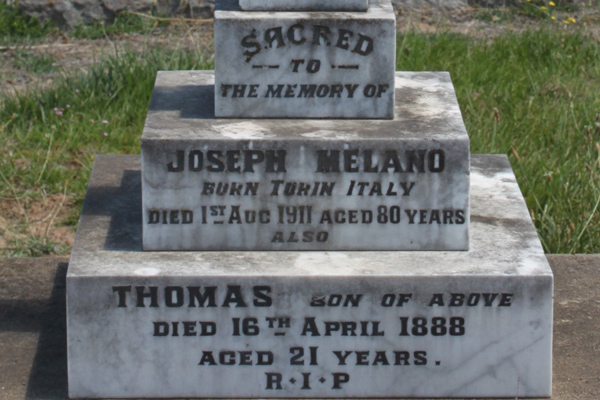 SACRED
— TO —
THE MEMORY OF
JOSEPH MELANO
BORN TURIN ITALY
DIED 1ST AUG 1911 AGED 80 YEARS
ALSO
THOMAS SON OF ABOVE
DIED 16TH APRIL 1888
AGED 21 YEARS.
R·I·P